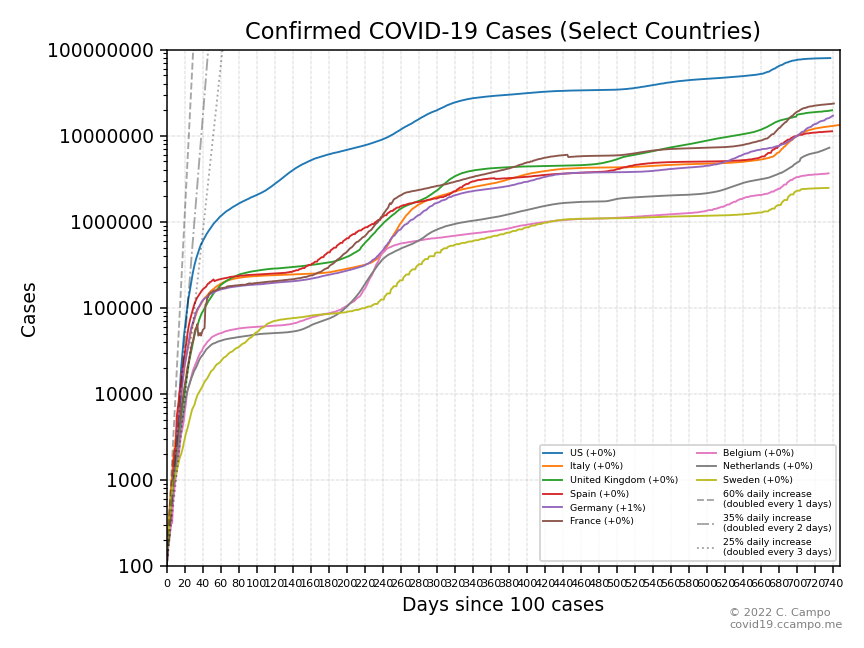 Confirmed COVID-19 Cases (Select Countries)
100000000
10000000
1000000
100000
10000
1000
100
Cases
US (+0%)
Italy (+0%)
United Kingdom (+0%)
Spain (+0%)
Germany (+1%)
France (+0%)
Belgium (+0%)
Netherlands (+0%)
Sweden (+0%)
60% daily increase
(doubled every 1 days)
35% daily increase
(doubled every 2 days)
25% daily increase
(doubled every 3 days)
0 20 40 60 80 100 120 140 160 180 200 220 240 260 280 300 320 340 360 380 400 420 440 460 480 500 520 540 560 580 600 620 640 660 680 700 720 740
Days since 100 cases
© 2022 C. Campo
covid19.ccampo.me